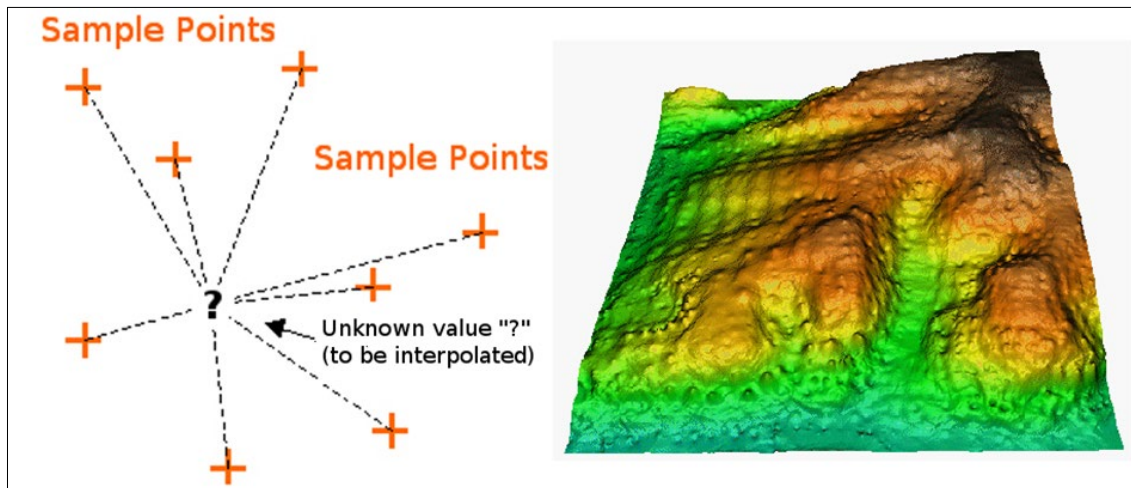 Sample Points
Sample Points
?
Unknown value "?"
(to be interpolated)